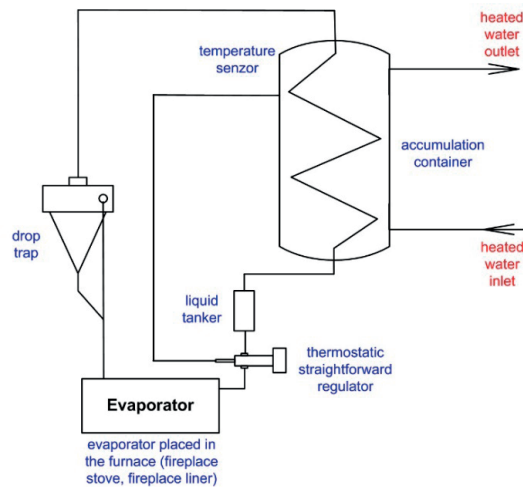 heated
water
outlet
temperature
senzor
accumulation
container
drop
trap
heated
water
inlet
liquid
tanker
thermostatic
straightforward
regulator
Evaporator
evaporator placed in
the furnace (fireplace
stove, fireplace liner)